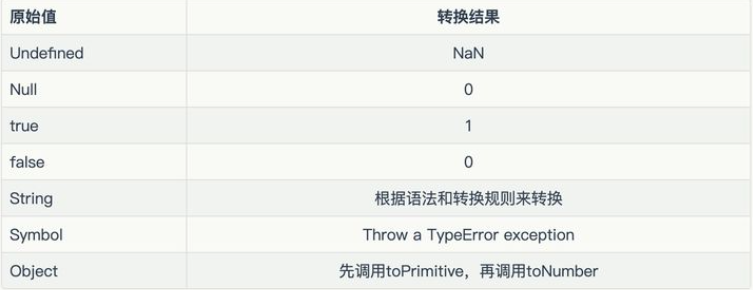 原始值 转换结果
Undefined NaN
Null 0
true 1
false 0
String 根据语法和转换规则来转换
Symbol Throw a TypeError exception
Object 先调用toPrimitive，再调用toNumber